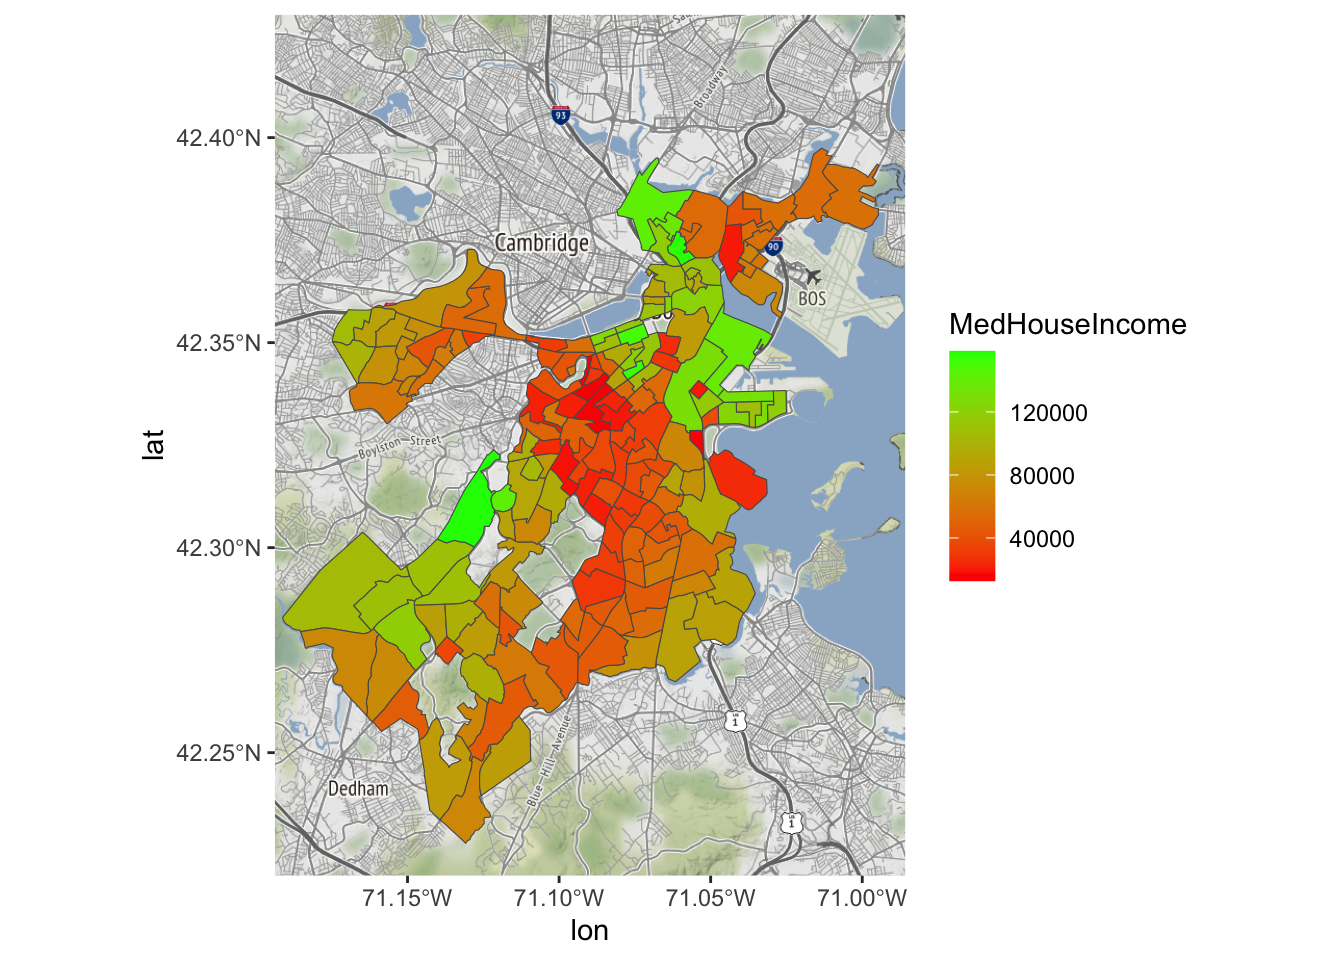 42.40°N
42.35°N
42.30°N
42.25°N
lat
93
Broadway
Cambridge
90
BOS
Boylston Street
1
Dedham
Blue Hill Avenue
1
71.15°W 71.10°W 71.05°W 71.00°W
lon
MedHouseIncome
120000
80000
40000